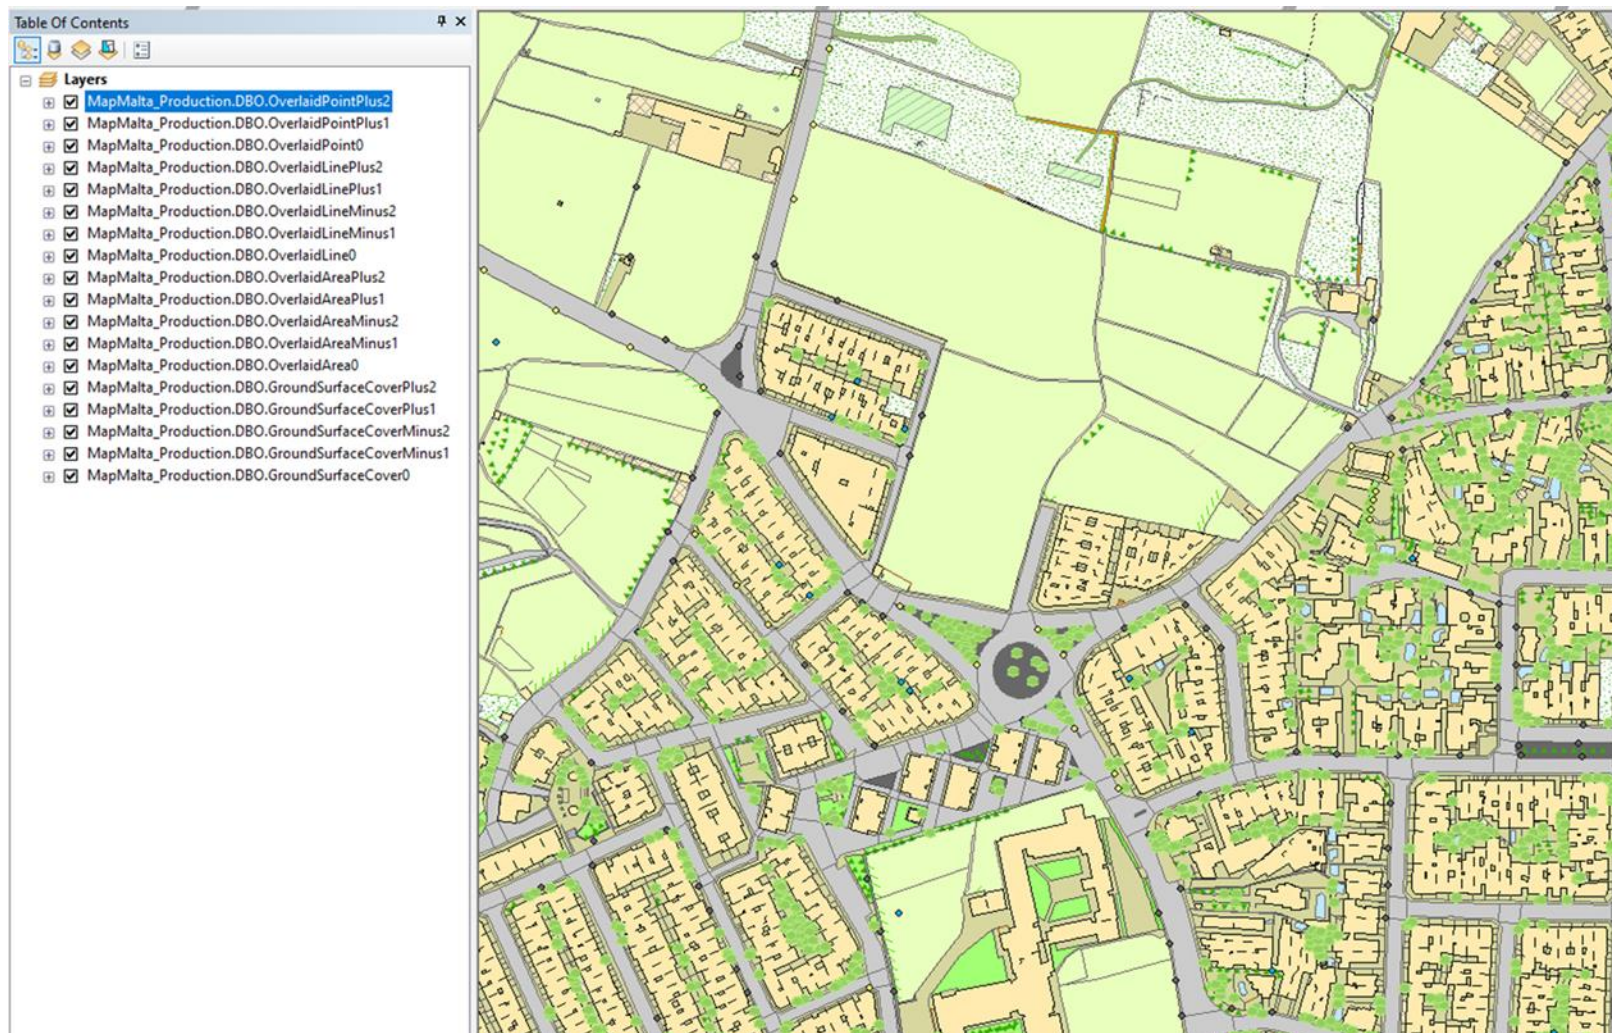 Table Of Contents
Layers
MapMalta_Production.DBO.OverlaidPointPlus2
MapMalta_Production.DBO.OverlaidPointPlus1
MapMalta_Production.DBO.OverlaidPoint0
MapMalta_Production.DBO.OverlaidLinePlus2
MapMalta_Production.DBO.OverlaidLinePlus1
MapMalta_Production.DBO.OverlaidLineMinus2
MapMalta_Production.DBO.OverlaidLineMinus1
MapMalta_Production.DBO.OverlaidLine0
MapMalta_Production.DBO.OverlaidAreaPlus2
MapMalta_Production.DBO.OverlaidAreaPlus1
MapMalta_Production.DBO.OverlaidAreaMinus2
MapMalta_Production.DBO.OverlaidAreaMinus1
MapMalta_Production.DBO.OverlaidArea0
MapMalta_Production.DBO.GroundSurfaceCoverPlus2
MapMalta_Production.DBO.GroundSurfaceCoverPlus1
MapMalta_Production.DBO.GroundSurfaceCoverMinus2
MapMalta_Production.DBO.GroundSurfaceCoverMinus1
MapMalta_Production.DBO.GroundSurfaceCover0